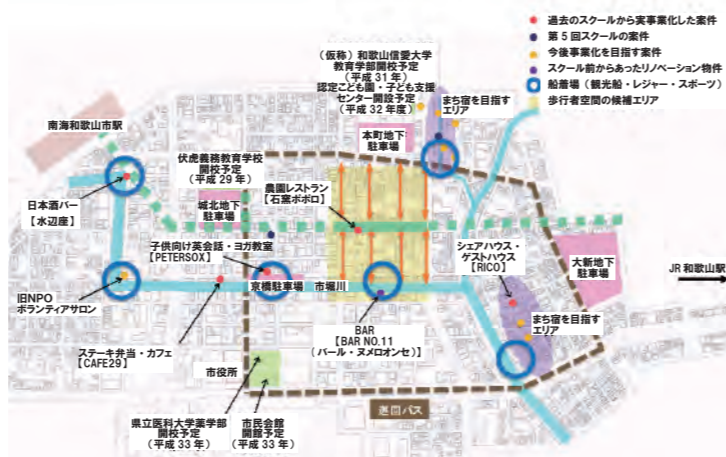 過去のスクールから実事業化した案件
第5回スクールの案件
今後事業化を目指す案件
スクール前からあったリノベーション物件
船着場（観光船・レジャー・スポーツ）
歩行者空間の候補エリア
（仮称）和歌山信愛大学
教育学部開校予定
（平成31年）
認定こども園・子ども支援
センター開設予定
（平成32年度）
まち宿を目指す
エリア
南海和歌山市駅
本町地下
駐車場
伏虎義務教育学校
開校予定
（平成29年）
日本酒バー
【水辺座】
城北地下
駐車場
農園レストラン
【石窯ポポロ】
子供向け英会話・ヨガ教室
【PETERSOX】
シェアハウス・
ゲストハウス
【RICO】
大新地下
駐車場
JR和歌山駅
旧NPO
ボランティアサロン
京橋駐車場
市堀川
ステーキ弁当・カフェ
【CAFE29】
BAR
【BAR NO.11
（バール・ヌメロオンセ）】
まち宿を目指す
エリア
市役所
巡回バス
県立医科大学薬学部
開校予定
（平成33年）
市民会館
開館予定
（平成33年）